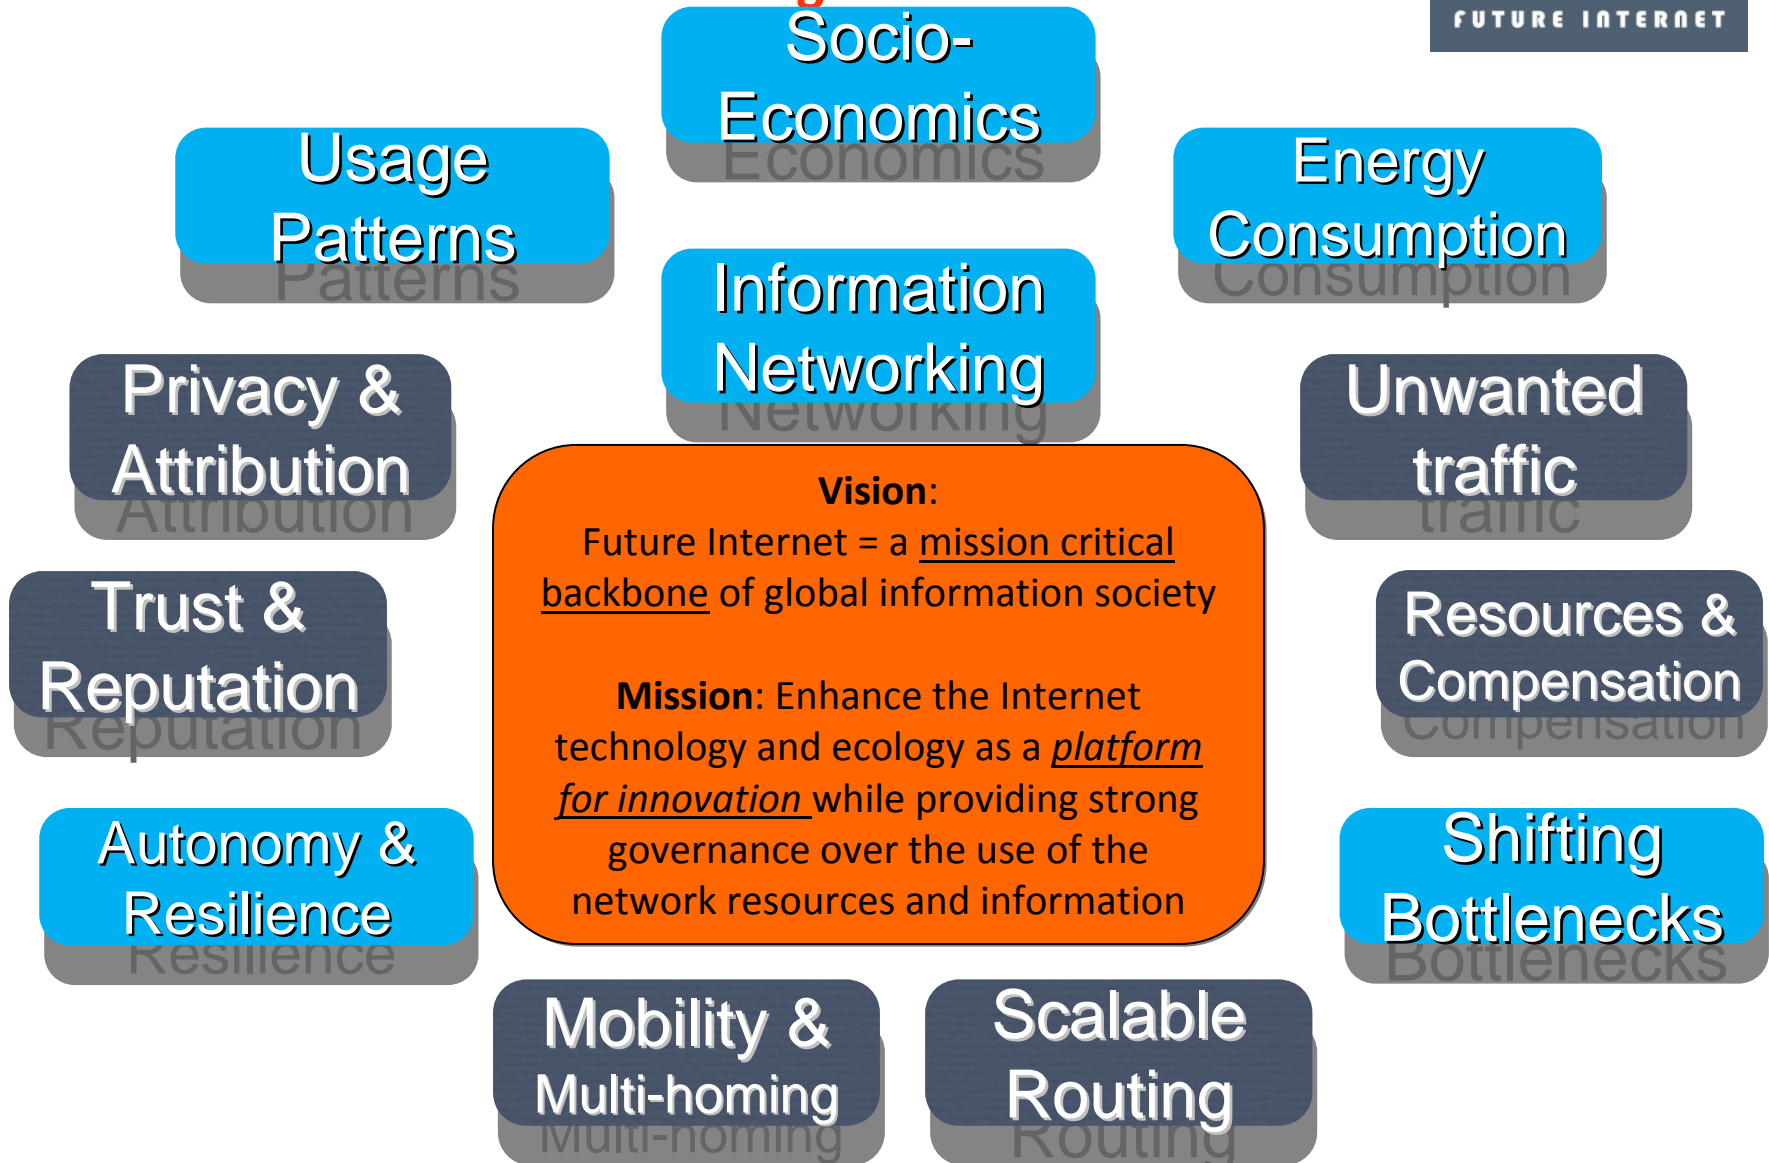 FUTURE INTERNET
Socio-
Economics
Usage
Patterns
Energy
Consumption
Information
Networking
Privacy &
Attribution
Unwanted
traffic
Vision:
Future Internet = a mission critical
backbone of global information society
Mission: Enhance the Internet
technology and ecology as a platform
for innovation while providing strong
governance over the use of the
network resources and information
Trust &
Reputation
Resources &
Compensation
Autonomy &
Resilience
Shifting
Bottlenecks
Mobility &
Multi-homing
Scalable
Routing